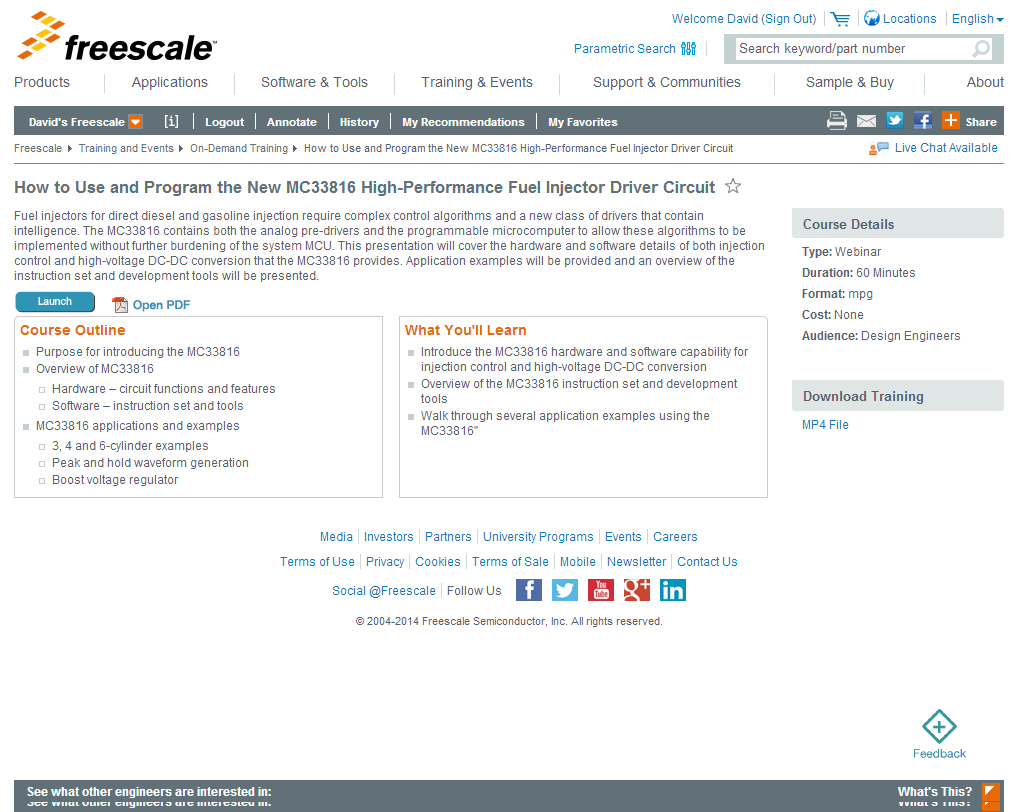 Welcome David (Sign Out) Locations English
freescale™
Parametric Search Search keyword/part number
Products Applications Software & Tools Training & Events Support & Communities Sample & Buy About
David's Freescale [i] Logout Annotate History My Recommendations My Favorites Share
Freescale Training and Events On-Demand Training How to Use and Program the New MC33816 High-Performance Fuel Injector Driver Circuit Live Chat Available
How to Use and Program the New MC33816 High-Performance Fuel Injector Driver Circuit
Fuel injectors for direct diesel and gasoline injection require complex control algorithms and a new class of drivers that contain
intelligence. The MC33816 contains both the analog pre-drivers and the programmable microcomputer to allow these algorithms to be
implemented without further burdening of the system MCU. This presentation will cover the hardware and software details of both injection
control and high-voltage DC-DC conversion that the MC33816 provides. Application examples will be provided and an overview of the
instruction set and development tools will be presented.
Launch Open PDF
Course Outline
Purpose for introducing the MC33816
Overview of MC33816
Hardware – circuit functions and features
Software – instruction set and tools
MC33816 applications and examples
3, 4 and 6-cylinder examples
Peak and hold waveform generation
Boost voltage regulator
What You'll Learn
Introduce the MC33816 hardware and software capability for
injection control and high-voltage DC-DC conversion
Overview of the MC33816 instruction set and development
tools
Walk through several application examples using the
MC33816"
Course Details
Type: Webinar
Duration: 60 Minutes
Format: mpg
Cost: None
Audience: Design Engineers
Download Training
MP4 File
Media Investors Partners University Programs Events Careers
Terms of Use Privacy Cookies Terms of Sale Mobile Newsletter Contact Us
Social @Freescale Follow Us f You Tube g+ in
© 2004-2014 Freescale Semiconductor, Inc. All rights reserved.
Feedback
See what other engineers are interested in: What's This?
See what other engineers are interested in: What's This?